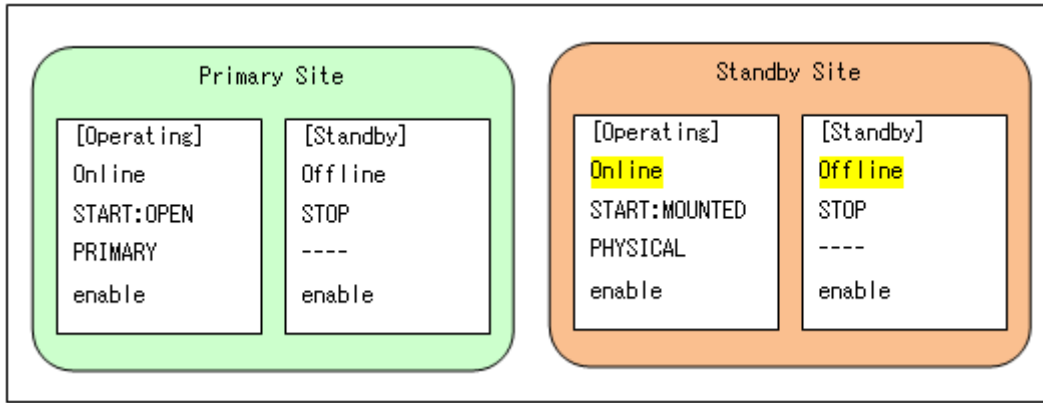 Primary Site
[Operating]
Online
START:OPEN
PRIMARY
enable
[Standby]
Offline
STOP
----
enable
Standby Site
[Operating]
Online
START:MOUNTED
PHYSICAL
enable
[Standby]
Offline
STOP
----
enable